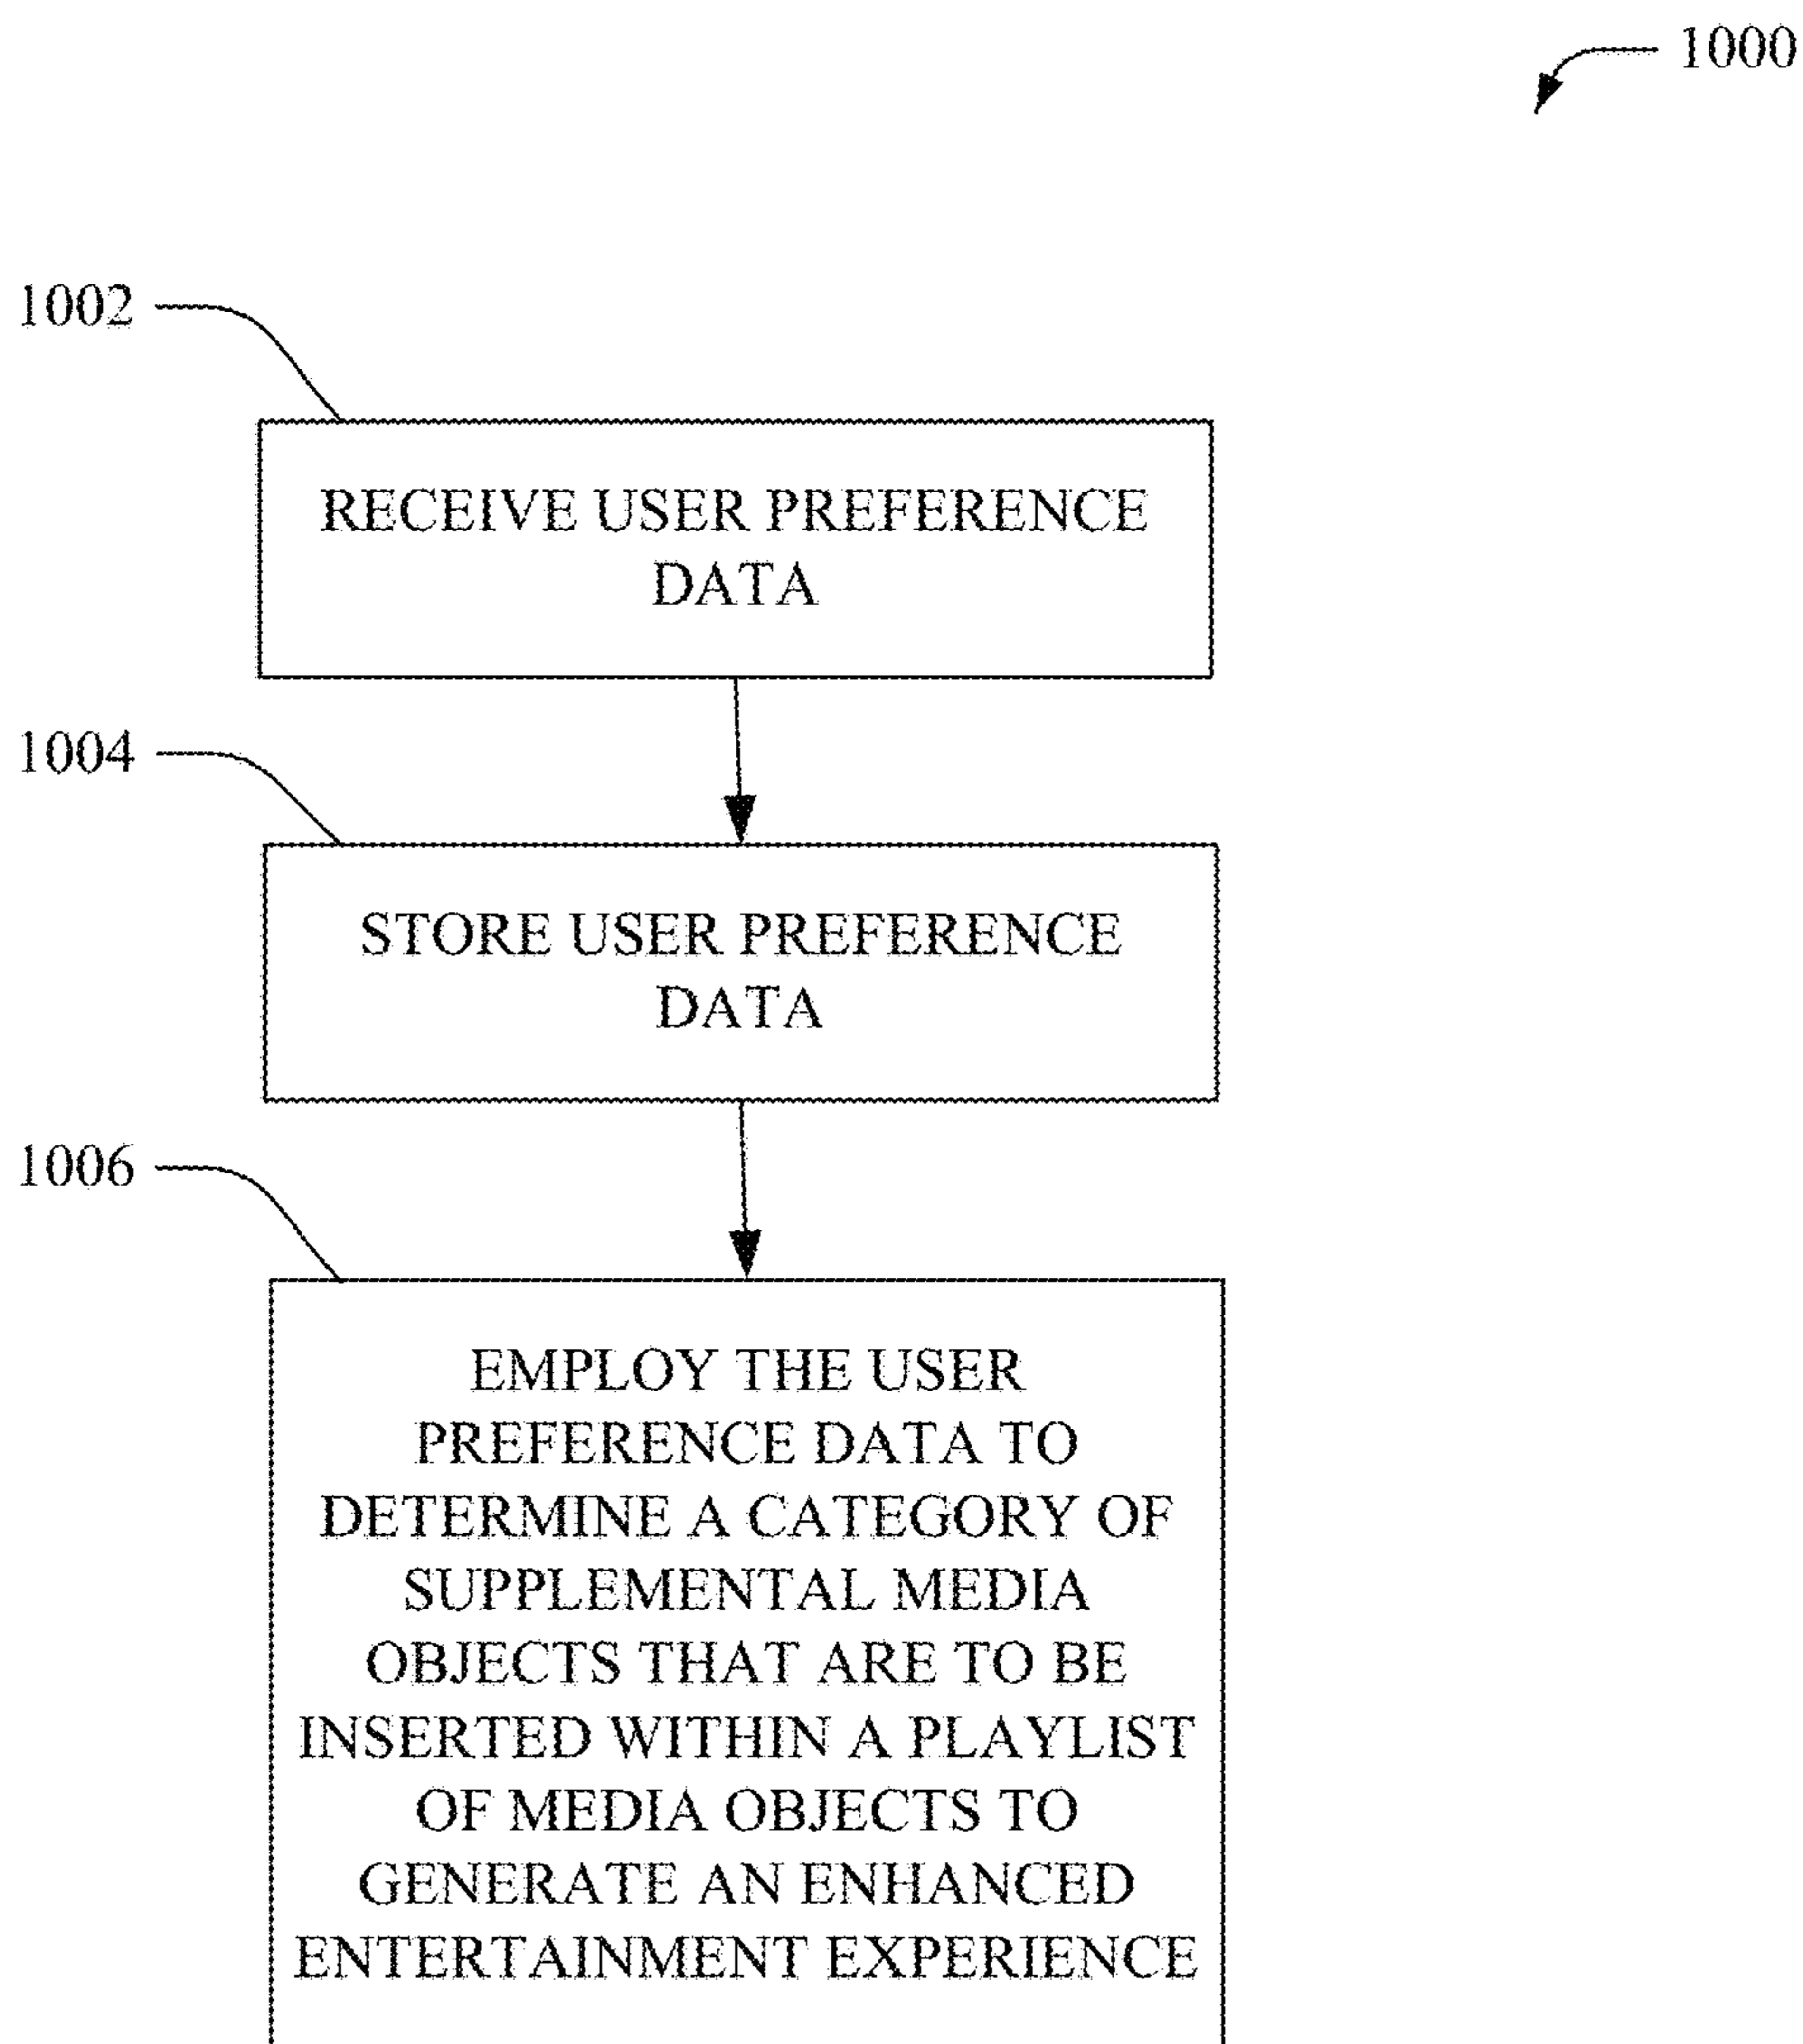 1000
1002
RECEIVE USER PREFERENCE
DATA
1004
STORE USER PREFERENCE
DATA
1006
EMPLOY THE USER
PREFERENCE DATA TO
DETERMINE A CATEGORY OF
SUPPLEMENTAL MEDIA
OBJECTS THAT ARE TO BE
INSERTED WITHIN A PLAYLIST
OF MEDIA OBJECTS TO
GENERATE AN ENHANCED
ENTERTAINMENT EXPERIENCE